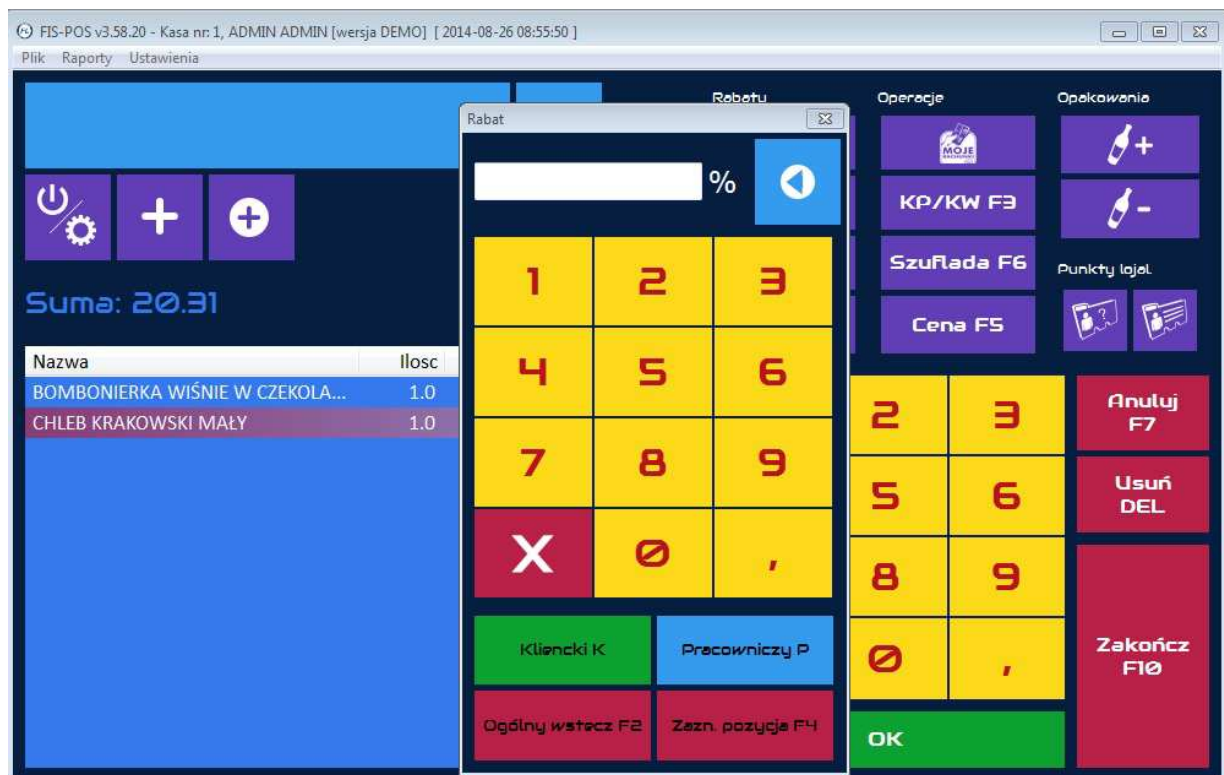 FIS-POS v3.58.20 - Kasa nr: 1, ADMIN ADMIN [wersja DEMO] [ 2014-08-26 08:55:50 ]
Plik Raporty Ustawienia
Rabaty Operacje Opakowania
Rabat
MOJE
+
%
KP/KW F3
-
Szuflada F6
Punkty lojal.
Suma: 20.31
Cena F5
1 2 3
4 5 6
7 8 9
X 0 ,
Nazwa Ilosc
BOMBONIERKA WIŚNIE W CZEKOLA... 1.0
CHLEB KRAKOWSKI MAŁY 1.0
Kliencki K Pracowniczy P
Ogólny wstecz F2 Zazn. pozycja F4
2 3
5 6
8 9
0 ,
OK
Anuluj
F7
Usuń
DEL
Zakończ
F10